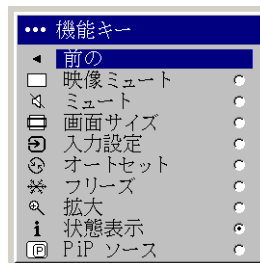 ••• 機能キー
前の
映像ミュート
ミュート
画面サイズ
入力設定
オートセット
フリーズ
拡大
i 状態表示
P PiP ソース